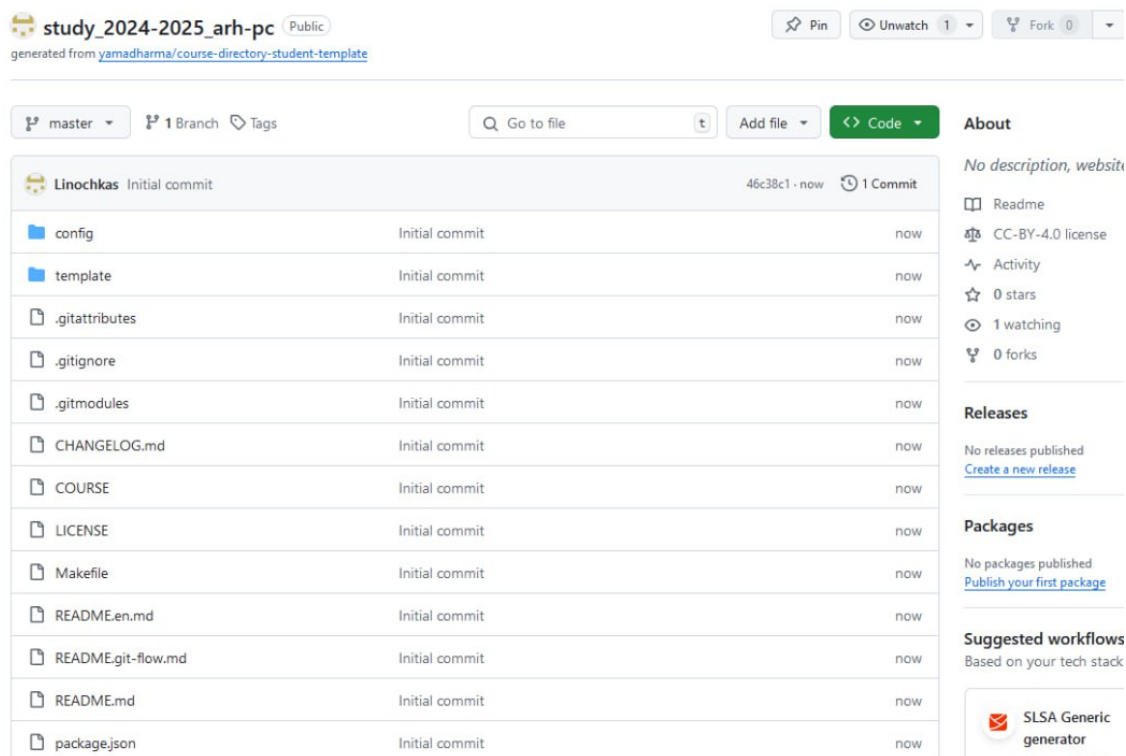 study_2024-2025_arh-pc Public
Pin Unwatch 1 Fork 0
generated from yamadharma/course-directory-student-template
master 1 Branch Tags Go to file t Add file Code
Linochkas Initial commit 46c38c1 · now 1 Commit
config Initial commit now
template Initial commit now
.gitattributes Initial commit now
.gitignore Initial commit now
.gitmodules Initial commit now
CHANGELOG.md Initial commit now
COURSE Initial commit now
LICENSE Initial commit now
Makefile Initial commit now
README.en.md Initial commit now
README.git-flow.md Initial commit now
README.md Initial commit now
package.json Initial commit now
About
No description, website
Readme
CC-BY-4.0 license
Activity
0 stars
1 watching
0 forks
Releases
No releases published
Create a new release
Packages
No packages published
Publish your first package
Suggested workflows
Based on your tech stack
SLSA Generic
generator